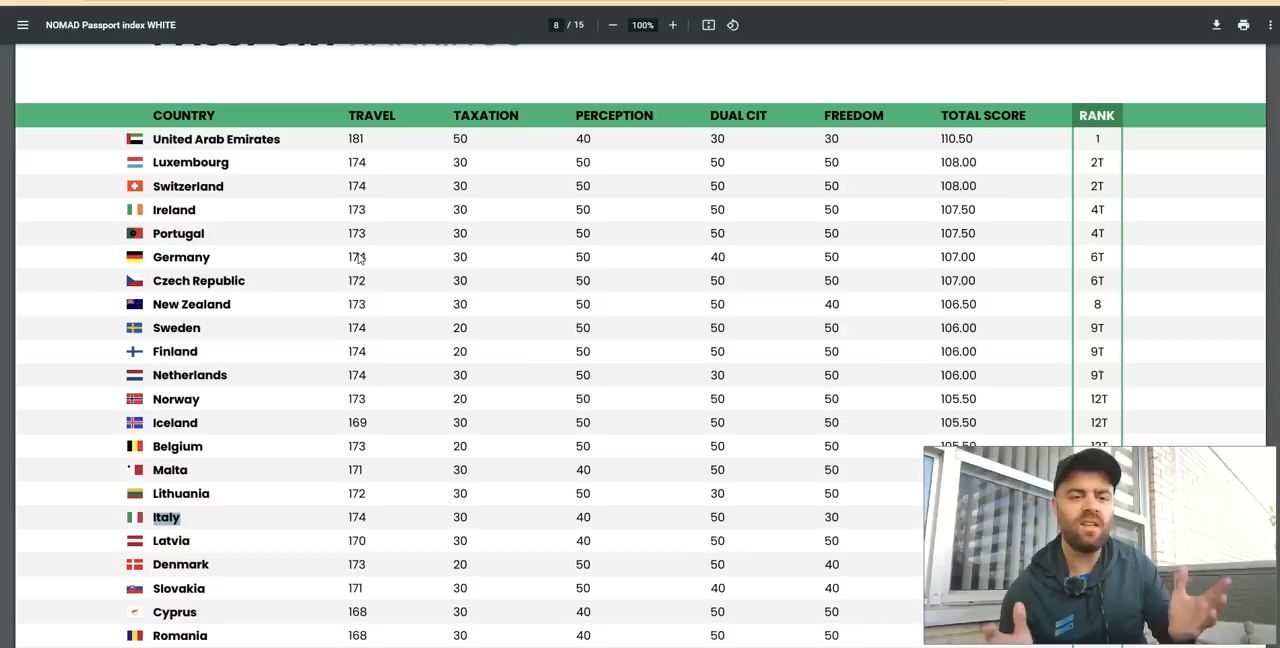 NOMAD Passport index WHITE 8 / 15 100%
COUNTRY TRAVEL TAXATION PERCEPTION DUAL CIT FREEDOM TOTAL SCORE RANK
United Arab Emirates 181 50 40 30 30 110.50 1
Luxembourg 174 30 50 50 50 108.00 2T
Switzerland 174 30 50 50 50 108.00 2T
Ireland 173 30 50 50 50 107.50 4T
Portugal 173 30 50 50 50 107.50 4T
Germany 30 50 40 50 107.00 6T
Czech Republic 172 30 50 50 50 107.00 6T
New Zealand 173 30 50 50 40 106.50 8
Sweden 174 20 50 50 50 106.00 9T
Finland 174 20 50 50 50 106.00 9T
Netherlands 174 30 50 30 50 106.00 9T
Norway 173 20 50 50 50 105.50 12T
Iceland 169 30 50 50 50 105.50 12T
Belgium 173 20 50 50 50 105.50 12T
Malta 171 30 40 50 50
Lithuania 172 30 50 30 50
Italy 174 30 40 50 30
Latvia 170 30 40 50 50
Denmark 173 20 50 50 40
Slovakia 171 30 50 40 40
Cyprus 168 30 40 50 50
Romania 168 30 40 50 50